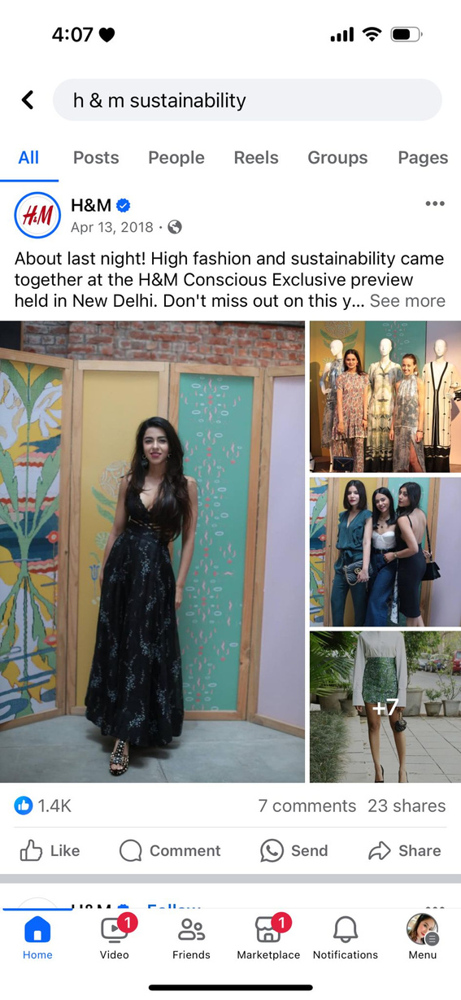 4:07
h & m sustainability
All Posts People Reels Groups Pages
H&M
H&M
Apr 13, 2018 ·
About last night! High fashion and sustainability came
together at the H&M Conscious Exclusive preview
held in New Delhi. Don't miss out on this y... See more
+7
1.4K 7 comments 23 shares
Like Comment Send Share
H&M · Follow
1 1
Home Video Friends Marketplace Notifications Menu